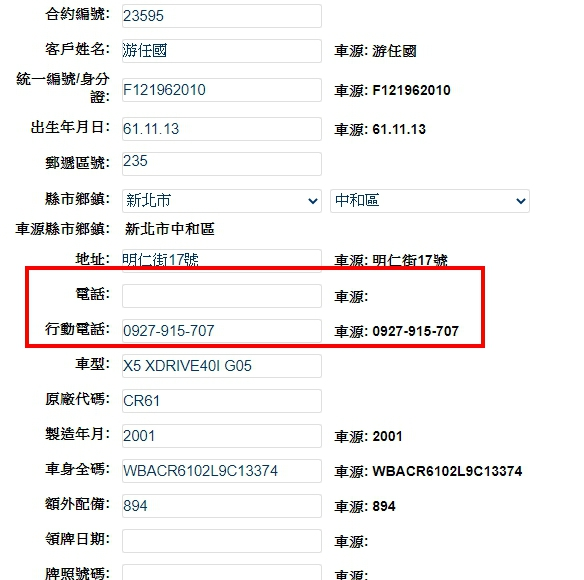 合約編號: 23595
客戶姓名: 游任國 車源: 游任國
統一編號/身分
證: F121962010 車源: F121962010
出生年月日: 61.11.13 車源: 61.11.13
郵遞區號: 235
縣市鄉鎮: 新北市 中和區
車源縣市鄉鎮: 新北市中和區
地址: 明仁街17號 車源: 明仁街17號
電話: 車源:
行動電話: 0927-915-707 車源: 0927-915-707
車型: X5 XDRIVE40I G05
原廠代碼: CR61
製造年月: 2001 車源: 2001
車身全碼: WBACR6102L9C13374 車源: WBACR6102L9C13374
額外配備: 894 車源: 894
領牌日期: 車源:
牌照號碼: 車源: